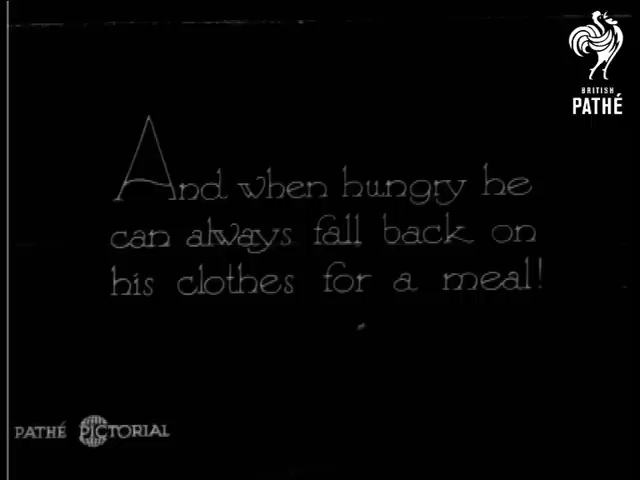 BRITISH
PATHÉ
And when hungry he
can always fall back on
his clothes for a meal!
PATHÉ PICTORIAL